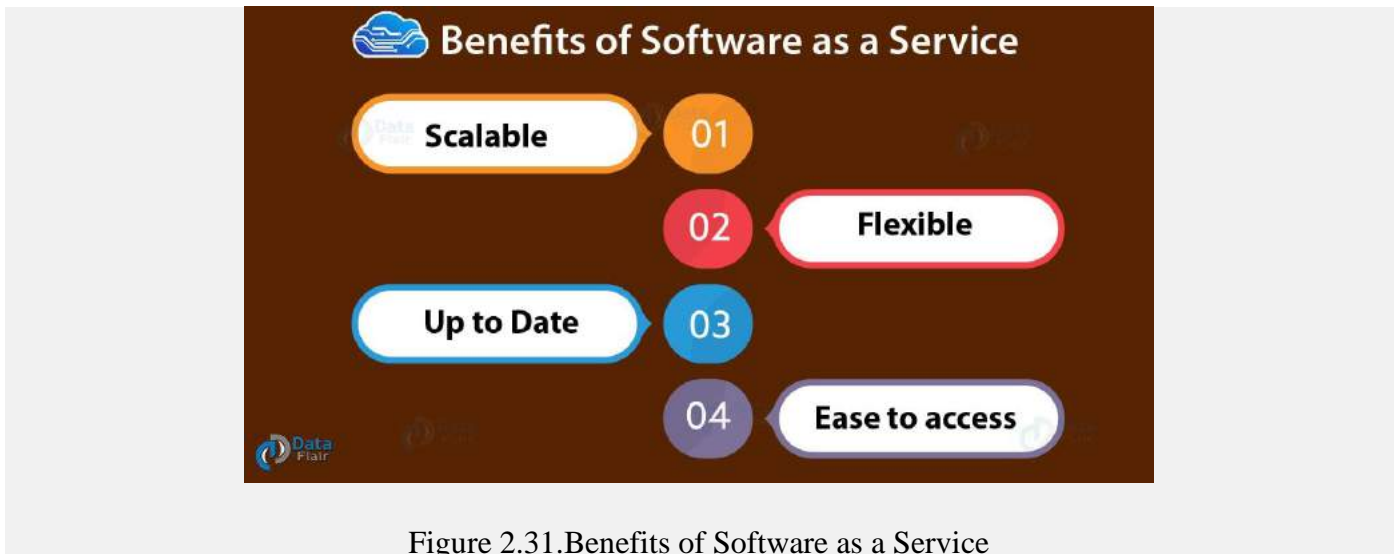 Benefits of Software as a Service
Scalable
01
02
Flexible
Up to Date
03
04
Ease to access
Data
Flair
Figure 2.31.Benefits of Software as a Service